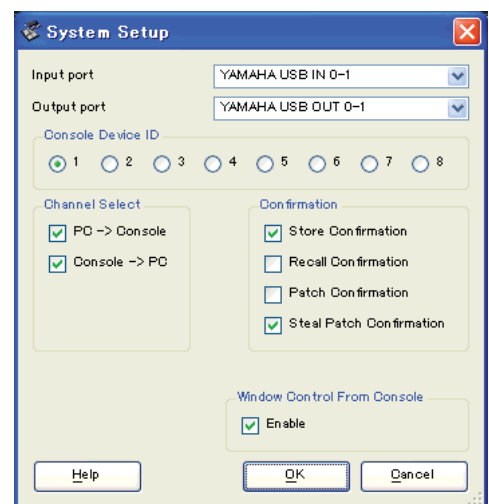 System Setup
Input port YAMAHA USB IN 0-1
Output port YAMAHA USB OUT 0-1
Console Device ID
1 2 3 4 5 6 7 8
Channel Select
PC -> Console
Console -> PC
Confirmation
Store Confirmation
Recall Confirmation
Patch Confirmation
Steal Patch Confirmation
Window Control From Console
Enable
Help OK Cancel